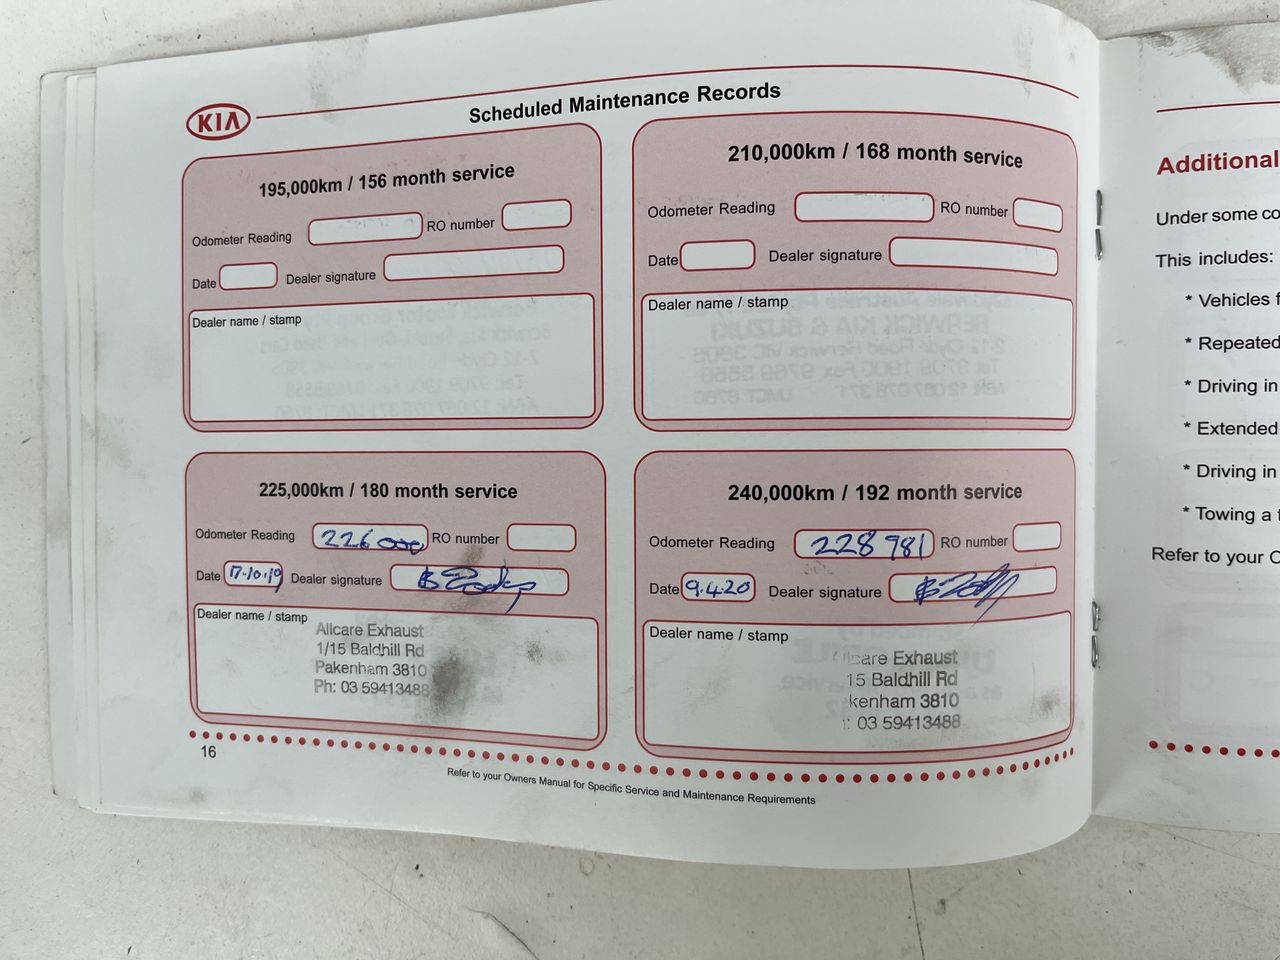 KIA
Scheduled Maintenance Records
195,000km / 156 month service
Odometer Reading RO number
Date Dealer signature
Dealer name / stamp
210,000km / 168 month service
Odometer Reading RO number
Date Dealer signature
Dealer name / stamp
225,000km / 180 month service
Odometer Reading 226000 RO number
Date 17.10.19 Dealer signature
Dealer name / stamp
Allcare Exhaust
1/15 Baldhill Rd
Pakenham 3810
Ph: 03 59413488
240,000km / 192 month service
Odometer Reading 228981 RO number
Date 9.4.20 Dealer signature
Dealer name / stamp
Allcare Exhaust
15 Baldhill Rd
kenham 3810
: 03 59413488
16
Refer to your Owners Manual for Specific Service and Maintenance Requirements
Additional
Under some co
This includes:
* Vehicles f
* Repeated
* Driving in
* Extended
* Driving in
* Towing a t
Refer to your O